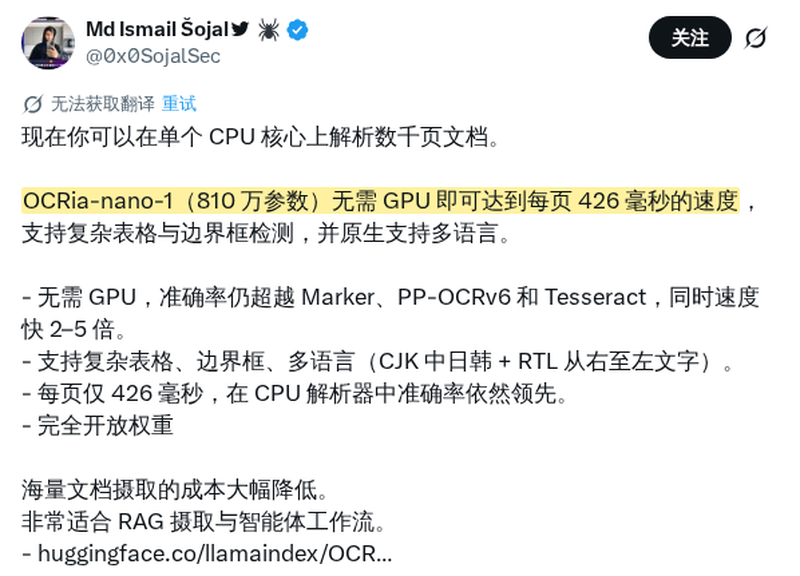 Md Ismail Šojal
@0x0SojalSec
关注
无法获取翻译 重试
现在你可以在单个 CPU 核心上解析数千页文档。
OCRia-nano-1（810 万参数）无需 GPU 即可达到每页 426 毫秒的速度，
支持复杂表格与边界框检测，并原生支持多语言。
- 无需 GPU，准确率仍超越 Marker、PP-OCRv6 和 Tesseract，同时速度
快 2–5 倍。
- 支持复杂表格、边界框、多语言（CJK 中日韩 + RTL 从右至左文字）。
- 每页仅 426 毫秒，在 CPU 解析器中准确率依然领先。
- 完全开放权重
海量文档摄取的成本大幅降低。
非常适合 RAG 摄取与智能体工作流。
- huggingface.co/llamaindex/OCR...